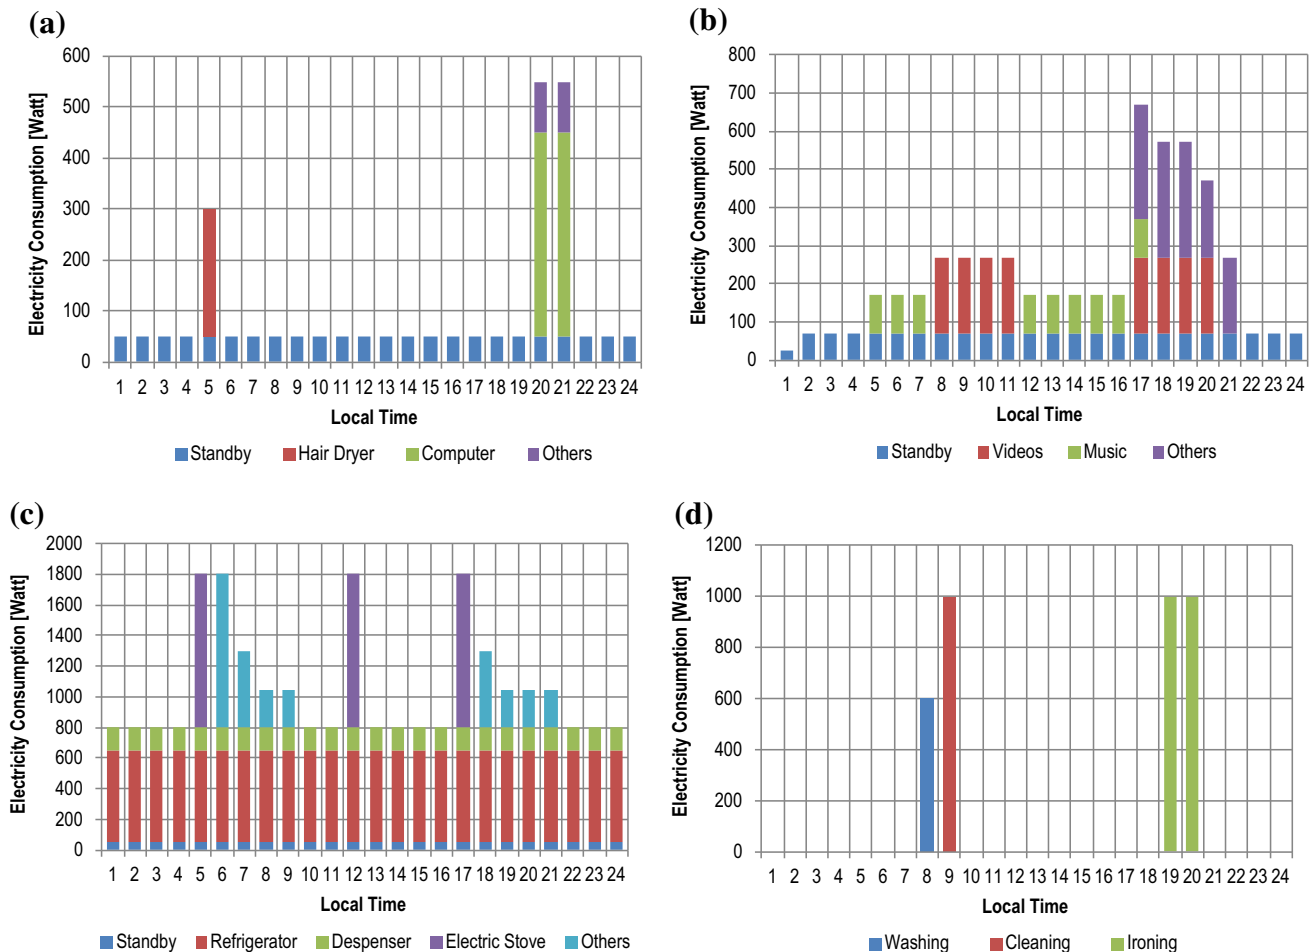 (a)
600
500
400
300
200
100
0
Electricity Consumption [Watt]
1 2 3 4 5 6 7 8 9 10 11 12 13 14 15 16 17 18 19 20 21 22 23 24
Local Time
Standby Hair Dryer Computer Others
(b)
800
700
600
500
400
300
200
100
0
Electricity Consumption [Watt]
1 2 3 4 5 6 7 8 9 10 11 12 13 14 15 16 17 18 19 20 21 22 23 24
Local Time
Standby Videos Music Others
(c)
2000
1800
1600
1400
1200
1000
800
600
400
200
0
Electricity Consumption [Watt]
1 2 3 4 5 6 7 8 9 10 11 12 13 14 15 16 17 18 19 20 21 22 23 24
Local Time
Standby Refrigerator Despenser Electric Stove Others
(d)
1200
1000
800
600
400
200
0
Electricity Consumption [Watt]
1 2 3 4 5 6 7 8 9 10 11 12 13 14 15 16 17 18 19 20 21 22 23 24
Local Time
Washing Cleaning Ironing